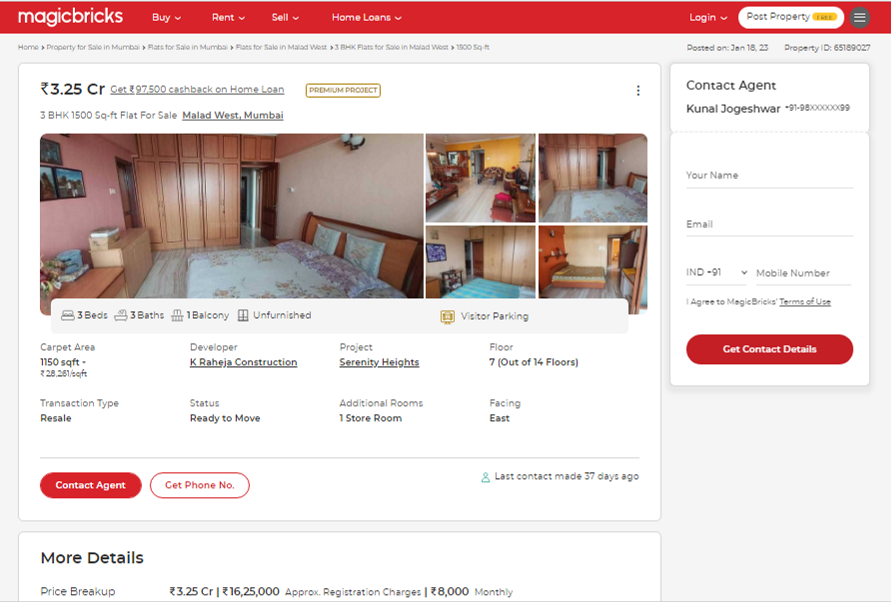 magicbricks Buy Rent Sell Home Loans Login Post Property FREE
Home > Property for Sale in Mumbai > Flats for Sale in Mumbai > Flats for Sale in Malad West > 3 BHK Flats for Sale in Malad West > 1500 Sq-ft
Posted on: Jan 18, 23 Property ID: 65189027
₹3.25 Cr Get ₹97,500 cashback on Home Loan PREMIUM PROJECT
3 BHK 1500 Sq-ft Flat For Sale Malad West, Mumbai
3 Beds 3 Baths 1 Balcony Unfurnished Visitor Parking
Carpet Area
1150 sqft -
₹28,261/sqft
Developer
K Raheja Construction
Project
Serenity Heights
Floor
7 (Out of 14 Floors)
Transaction Type
Resale
Status
Ready to Move
Additional Rooms
1 Store Room
Facing
East
Contact Agent Get Phone No. Last contact made 37 days ago
More Details
Price Breakup ₹3.25 Cr | ₹16,25,000 Approx. Registration Charges | ₹8,000 Monthly
Contact Agent
Kunal Jogeshwar +91-98XXXXXX99
Your Name
Email
IND +91 Mobile Number
I Agree to MagicBricks' Terms of Use
Get Contact Details